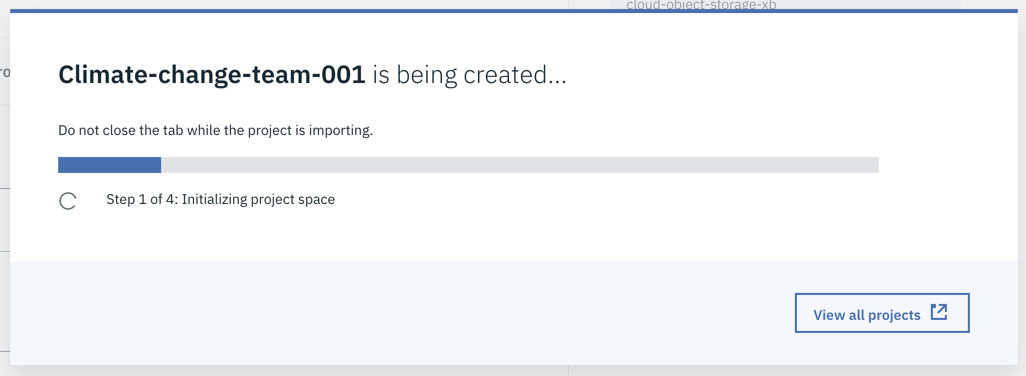 cloud-object-storage-xb
ro
Climate-change-team-001 is being created...
Do not close the tab while the project is importing.
Step 1 of 4: Initializing project space
View all projects